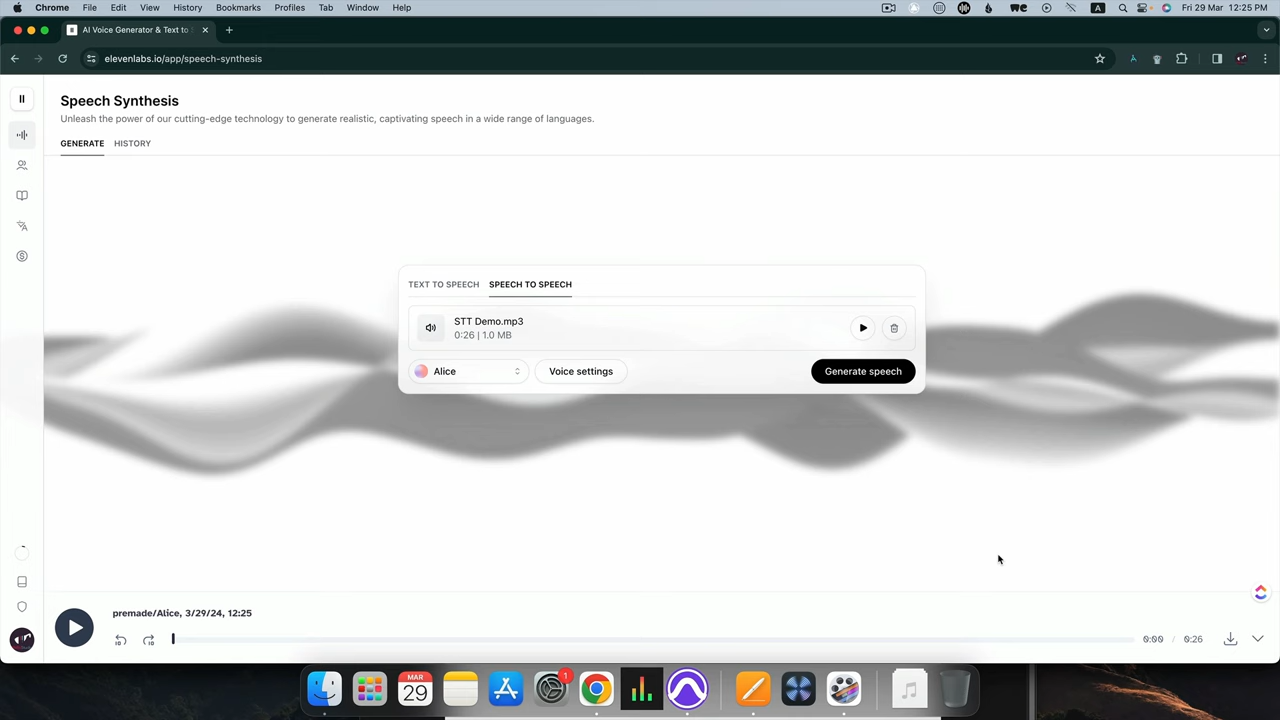 Chrome File Edit View History Bookmarks Profiles Tab Window Help
A Fri 29 Mar 12:25 PM
AI Voice Generator & Text to
elevenlabs.io/app/speech-synthesis
Speech Synthesis
Unleash the power of our cutting-edge technology to generate realistic, captivating speech in a wide range of languages.
GENERATE HISTORY
TEXT TO SPEECH SPEECH TO SPEECH
STT Demo.mp3
0:26 | 1.0 MB
Alice Voice settings Generate speech
premade/Alice, 3/29/24, 12:25
10 10 0:00 / 0:26
MAR
29
1